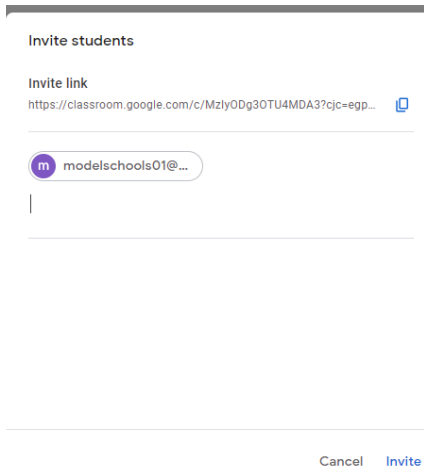 Invite students
Invite link
https://classroom.google.com/c/MzIyODg3OTU4MDA3?cjc=egp...
m modelschools01@...
Cancel Invite